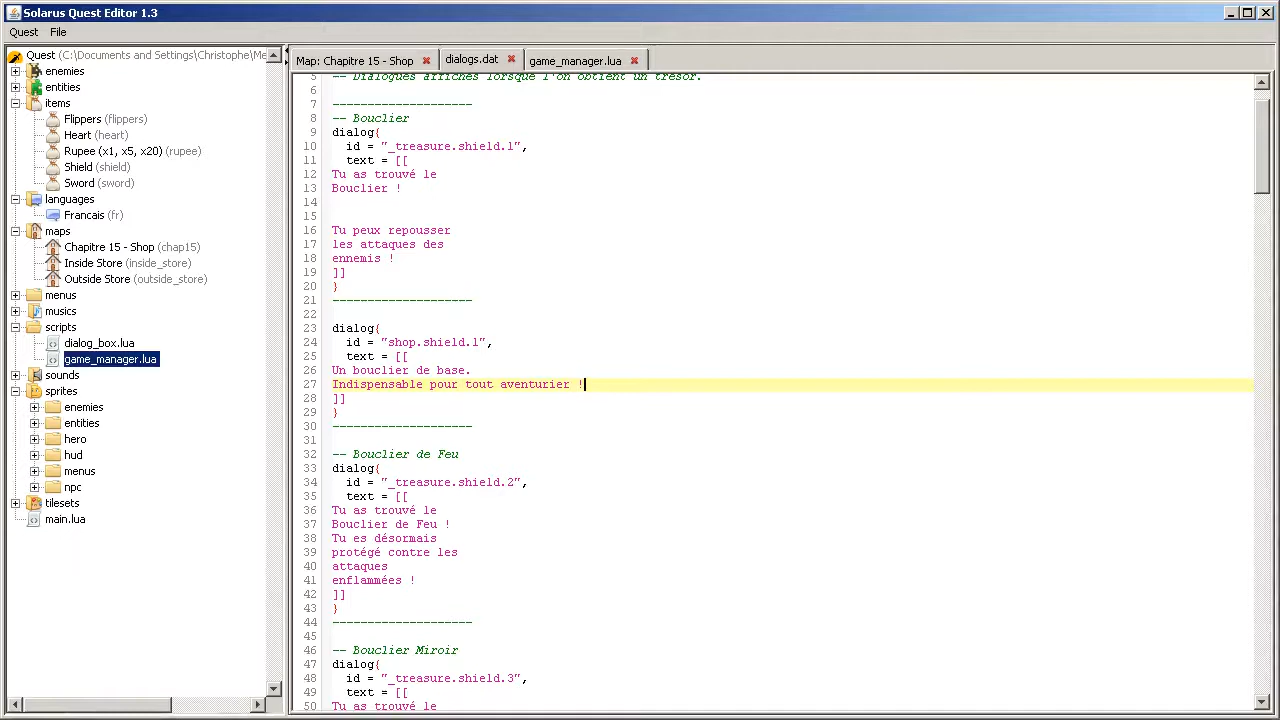 Solarus Quest Editor 1.3
Quest File
Quest (C:\Documents and Settings\Christophe\Me
enemies
entities
items
Flippers (flippers)
Heart (heart)
Rupee (x1, x5, x20) (rupee)
Shield (shield)
Sword (sword)
languages
Francais (fr)
maps
Chapitre 15 - Shop (chap15)
Inside Store (inside_store)
Outside Store (outside_store)
menus
musics
scripts
dialog_box.lua
game_manager.lua
sounds
sprites
enemies
entities
hero
hud
menus
npc
tilesets
main.lua
Map: Chapitre 15 - Shop dialogs.dat game_manager.lua
5 -- Dialogues affichés lorsque l'on obtient un trésor.
6
7 --------------------
8 -- Bouclier
9 dialog{
10 id = "_treasure.shield.1",
11 text = [[
12 Tu as trouvé le
13 Bouclier !
14
15
16 Tu peux repousser
17 les attaques des
18 ennemis !
19 ]]
20 }
21 --------------------
22
23 dialog{
24 id = "shop.shield.1",
25 text = [[
26 Un bouclier de base.
27 Indispensable pour tout aventurier !
28 ]]
29 }
30 --------------------
31
32 -- Bouclier de Feu
33 dialog{
34 id = "_treasure.shield.2",
35 text = [[
36 Tu as trouvé le
37 Bouclier de Feu !
38 Tu es désormais
39 protégé contre les
40 attaques
41 enflammées !
42 ]]
43 }
44 --------------------
45
46 -- Bouclier Miroir
47 dialog{
48 id = "_treasure.shield.3",
49 text = [[
50 Tu as trouvé le